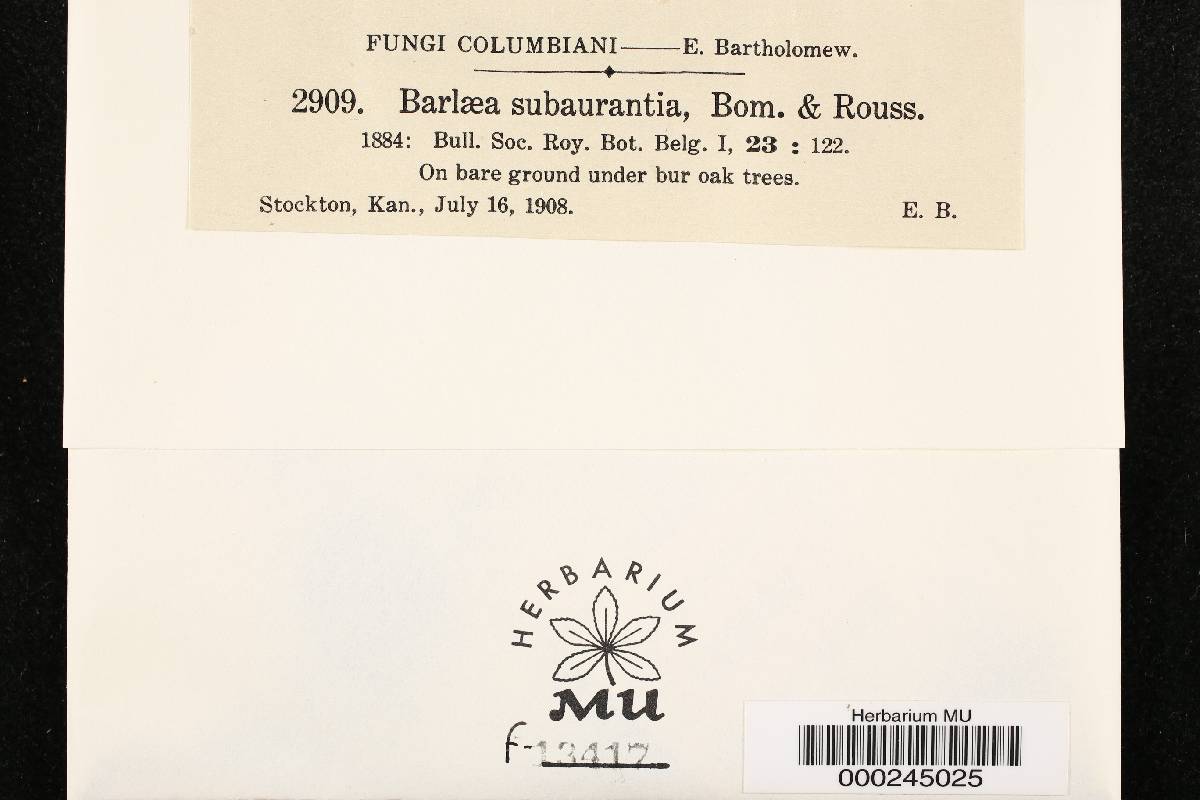 FUNGI COLUMBIANI——E. Bartholomew.
2909. Barlæa subaurantia, Bom. & Rouss.
1884: Bull. Soc. Roy. Bot. Belg. I, 23 : 122.
On bare ground under bur oak trees.
Stockton, Kan., July 16, 1908. E. B.
HERBARIUM
MU
f-13417
Herbarium MU
000245025